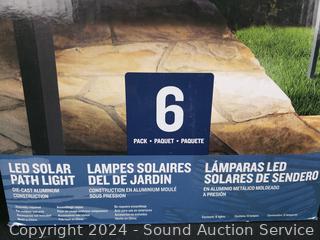 6
PACK • PAQUET • PAQUETE
LED SOLAR
PATH LIGHT
DIE-CAST ALUMINUM
CONSTRUCTION
LAMPES SOLAIRES
DEL DE JARDIN
CONSTRUCTION EN ALUMINIUM MOULÉ
SOUS PRESSION
LÁMPARAS LED
SOLARES DE SENDERO
EN ALUMINIO METÁLICO MOLDEADO
A PRESIÓN
Copyright 2024 - Sound Auction Service